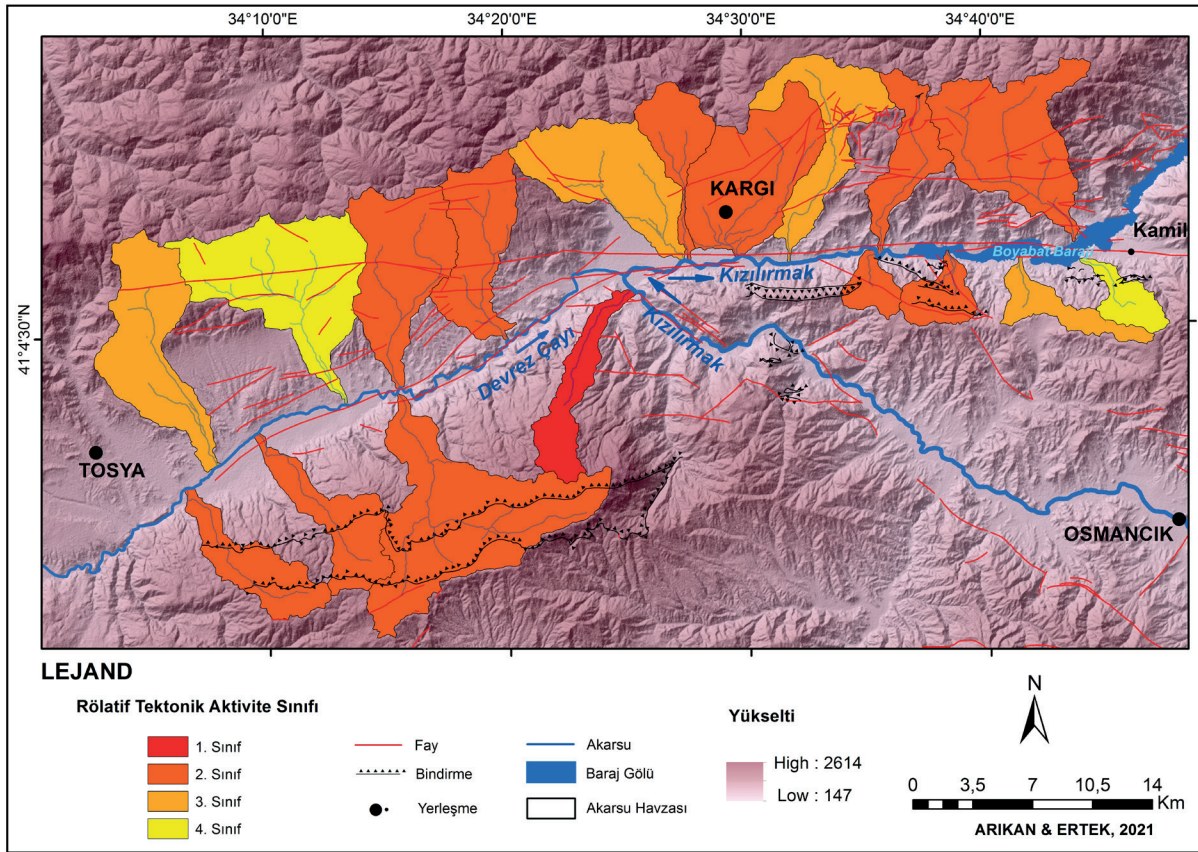 34°10'0"E
34°20'0"E
34°30'0"E
34°40'0"E
41°4'30"N
KARGI
Kamil
Boyabat Barajı
Kızılırmak
Kızılırmak
Devrez Çayı
TOSYA
OSMANCIK
LEJAND
Rölatif Tektonik Aktivite Sınıfı
1. Sınıf
2. Sınıf
3. Sınıf
4. Sınıf
Fay
Bindirme
Yerleşme
Akarsu
Baraj Gölü
Akarsu Havzası
Yükselti
High : 2614
Low : 147
N
0 3,5 7 10,5 14
Km
ARIKAN & ERTEK, 2021